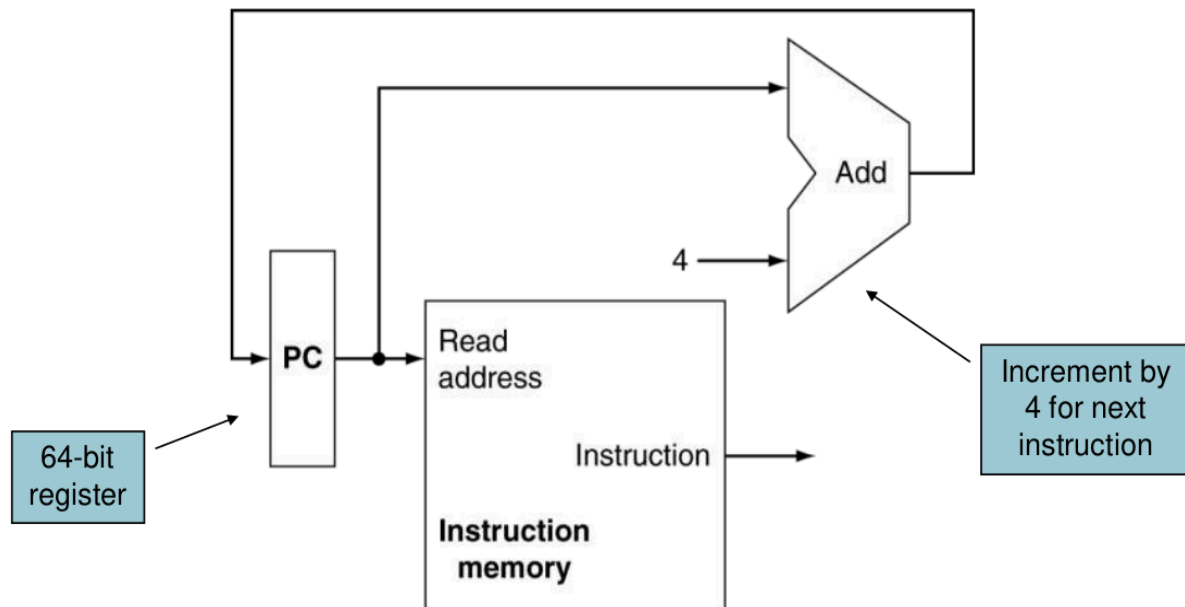 Add
4
PC
Read
address
Instruction
Instruction
memory
64-bit
register
Increment by
4 for next
instruction